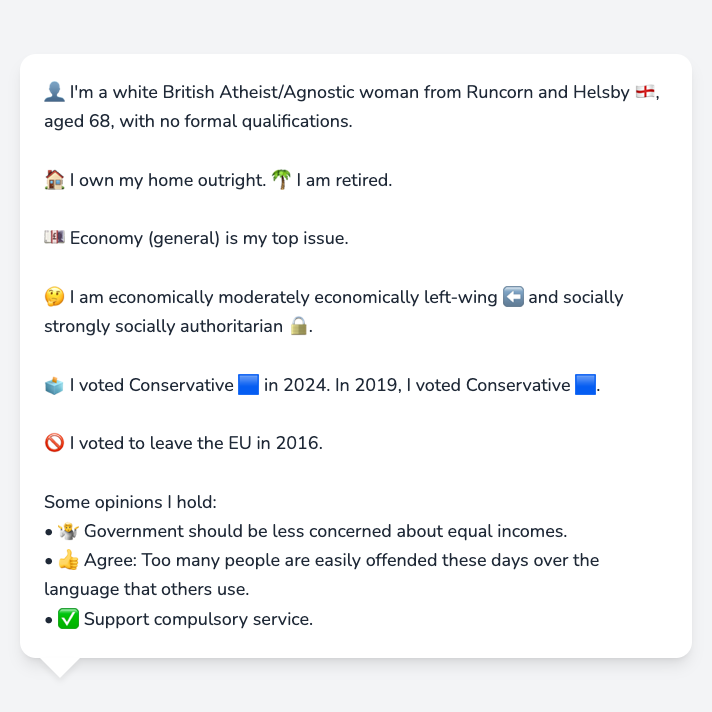 👤 I'm a white British Atheist/Agnostic woman from Runcorn and Helsby 🏴󠁧󠁢󠁥󠁮󠁧󠁿,
aged 68, with no formal qualifications.
🏠 I own my home outright. 🌴 I am retired.
💷 Economy (general) is my top issue.
🤔 I am economically moderately economically left-wing ⬅️ and socially
strongly socially authoritarian 🔒.
🗳️ I voted Conservative 🟦 in 2024. In 2019, I voted Conservative 🟦.
🚫 I voted to leave the EU in 2016.
Some opinions I hold:
• 🤷 Government should be less concerned about equal incomes.
• 👍 Agree: Too many people are easily offended these days over the
language that others use.
• ✅ Support compulsory service.